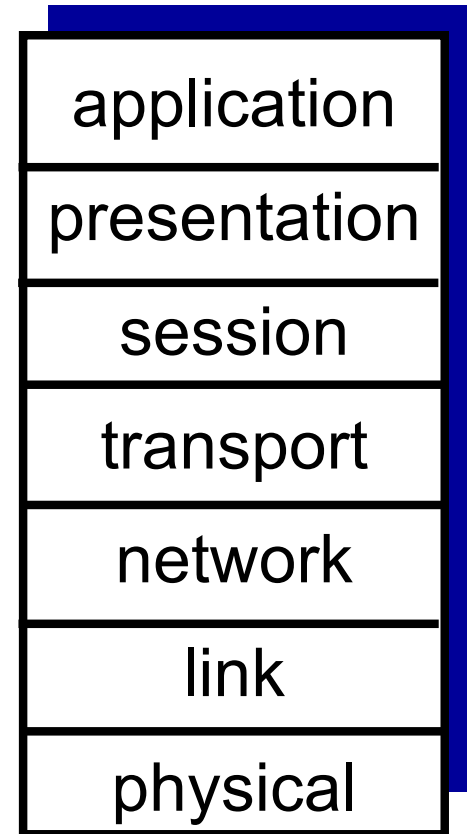 application
presentation
session
transport
network
link
physical